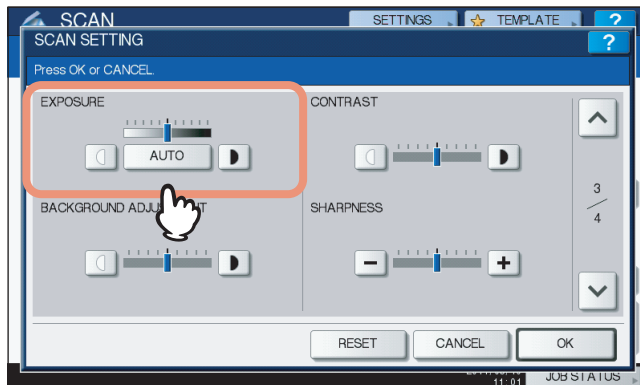 SCAN
SETTINGS
TEMPLATE
?
SCAN SETTING
?
Press OK or CANCEL.
EXPOSURE
CONTRAST
AUTO
3
4
BACKGROUND
SHARPNESS
RESET
CANCEL
OK
11:01
JOB STATUS